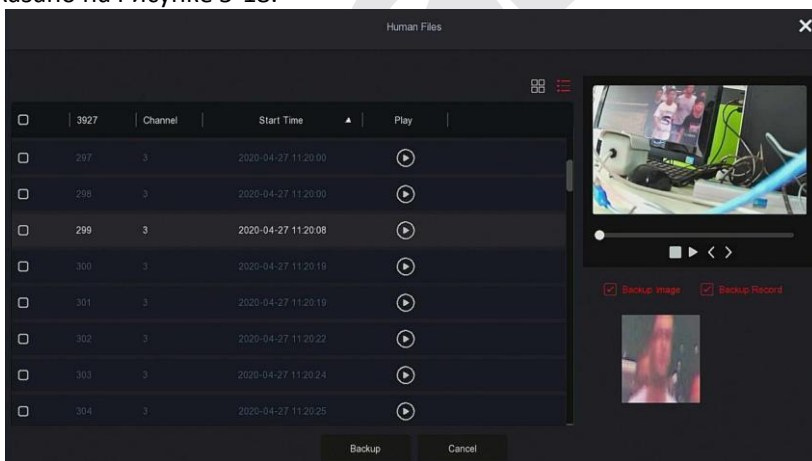 Human Files
3927 Channel Start Time Play
297 3 2020-04-27 11:20:00
298 3 2020-04-27 11:20:00
299 3 2020-04-27 11:20:08
300 3 2020-04-27 11:20:19
301 3 2020-04-27 11:20:19
302 3 2020-04-27 11:20:22
303 3 2020-04-27 11:20:24
304 3 2020-04-27 11:20:25
Backup Image Backup Record
Backup Cancel